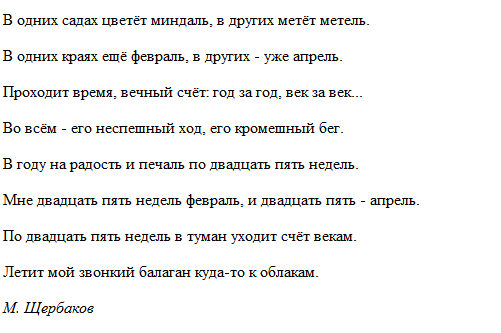 В одних садах цветёт миндаль, в других метёт метель.
В одних краях ещё февраль, в других - уже апрель.
Проходит время, вечный счёт: год за год, век за век...
Во всём - его неспешный ход, его кромешный бег.
В году на радость и печаль по двадцать пять недель.
Мне двадцать пять недель февраль, и двадцать пять - апрель.
По двадцать пять недель в туман уходит счёт векам.
Летит мой звонкий балаган куда-то к облакам.
М. Щербаков